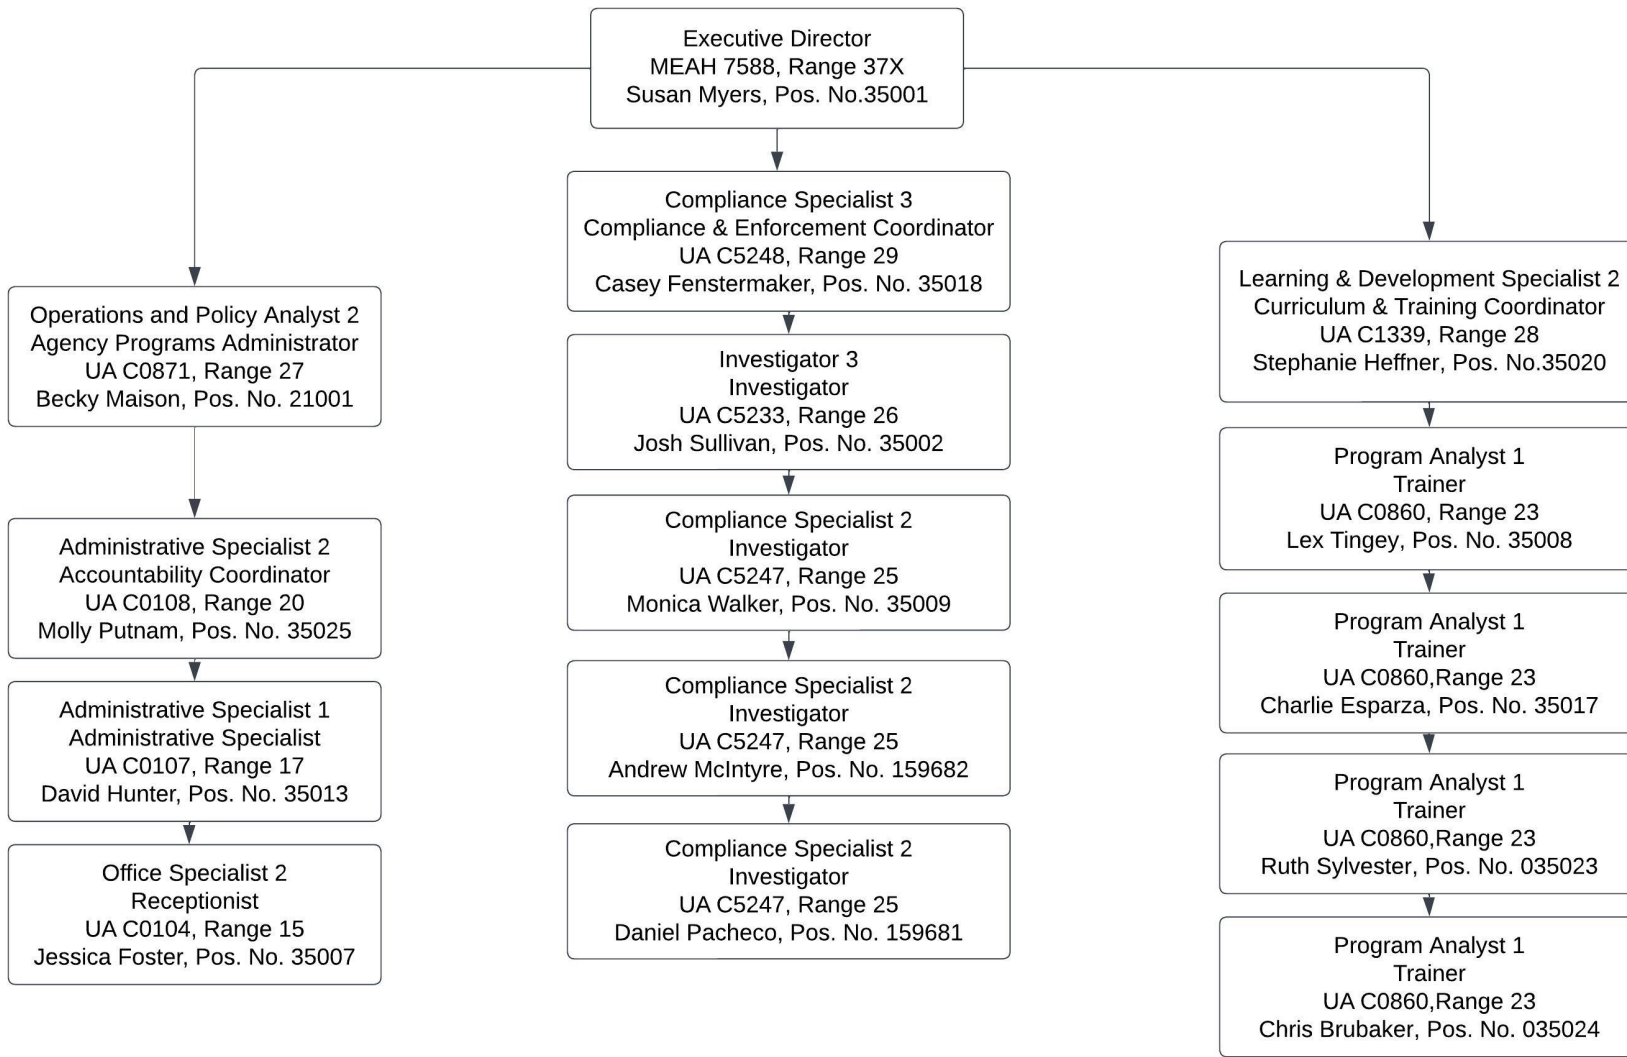 Executive Director
MEAH 7588, Range 37X
Susan Myers, Pos. No.35001
Operations and Policy Analyst 2
Agency Programs Administrator
UA C0871, Range 27
Becky Maison, Pos. No. 21001
Administrative Specialist 2
Accountability Coordinator
UA C0108, Range 20
Molly Putnam, Pos. No. 35025
Administrative Specialist 1
Administrative Specialist
UA C0107, Range 17
David Hunter, Pos. No. 35013
Office Specialist 2
Receptionist
UA C0104, Range 15
Jessica Foster, Pos. No. 35007
Compliance Specialist 3
Compliance & Enforcement Coordinator
UA C5248, Range 29
Casey Fenstermaker, Pos. No. 35018
Investigator 3
Investigator
UA C5233, Range 26
Josh Sullivan, Pos. No. 35002
Compliance Specialist 2
Investigator
UA C5247, Range 25
Monica Walker, Pos. No. 35009
Compliance Specialist 2
Investigator
UA C5247, Range 25
Andrew McIntyre, Pos. No. 159682
Compliance Specialist 2
Investigator
UA C5247, Range 25
Daniel Pacheco, Pos. No. 159681
Learning & Development Specialist 2
Curriculum & Training Coordinator
UA C1339, Range 28
Stephanie Heffner, Pos. No.35020
Program Analyst 1
Trainer
UA C0860, Range 23
Lex Tingey, Pos. No. 35008
Program Analyst 1
Trainer
UA C0860,Range 23
Charlie Esparza, Pos. No. 35017
Program Analyst 1
Trainer
UA C0860,Range 23
Ruth Sylvester, Pos. No. 035023
Program Analyst 1
Trainer
UA C0860,Range 23
Chris Brubaker, Pos. No. 035024